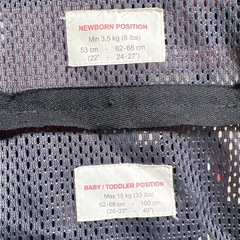 NEWBORN POSITION
Min 3,5 kg (8 lbs)
53 cm - 62-68 cm
(22" - 24-27")
BABY / TODDLER POSITION
Max 15 kg (33 lbs)
62-68 cm - 100 cm
(24-27" 40")